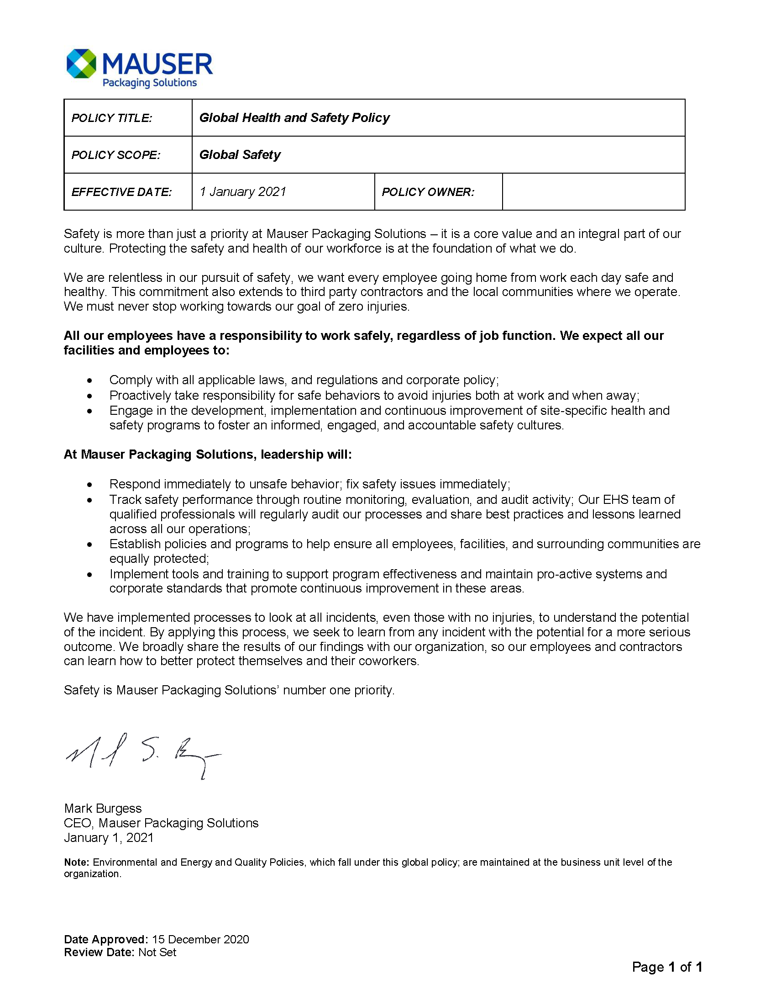 MAUSER
Packaging Solutions
POLICY TITLE: Global Health and Safety Policy
POLICY SCOPE: Global Safety
EFFECTIVE DATE: 1 January 2021 POLICY OWNER:
Safety is more than just a priority at Mauser Packaging Solutions – it is a core value and an integral part of our
culture. Protecting the safety and health of our workforce is at the foundation of what we do.
We are relentless in our pursuit of safety, we want every employee going home from work each day safe and
healthy. This commitment also extends to third party contractors and the local communities where we operate.
We must never stop working towards our goal of zero injuries.
All our employees have a responsibility to work safely, regardless of job function. We expect all our
facilities and employees to:
• Comply with all applicable laws, and regulations and corporate policy;
• Proactively take responsibility for safe behaviors to avoid injuries both at work and when away;
• Engage in the development, implementation and continuous improvement of site-specific health and
safety programs to foster an informed, engaged, and accountable safety cultures.
At Mauser Packaging Solutions, leadership will:
• Respond immediately to unsafe behavior; fix safety issues immediately;
• Track safety performance through routine monitoring, evaluation, and audit activity; Our EHS team of
qualified professionals will regularly audit our processes and share best practices and lessons learned
across all our operations;
• Establish policies and programs to help ensure all employees, facilities, and surrounding communities are
equally protected;
• Implement tools and training to support program effectiveness and maintain pro-active systems and
corporate standards that promote continuous improvement in these areas.
We have implemented processes to look at all incidents, even those with no injuries, to understand the potential
of the incident. By applying this process, we seek to learn from any incident with the potential for a more serious
outcome. We broadly share the results of our findings with our organization, so our employees and contractors
can learn how to better protect themselves and their coworkers.
Safety is Mauser Packaging Solutions’ number one priority.
Mark Burgess
CEO, Mauser Packaging Solutions
January 1, 2021
Note: Environmental and Energy and Quality Policies, which fall under this global policy; are maintained at the business unit level of the
organization.
Date Approved: 15 December 2020
Review Date: Not Set
Page 1 of 1